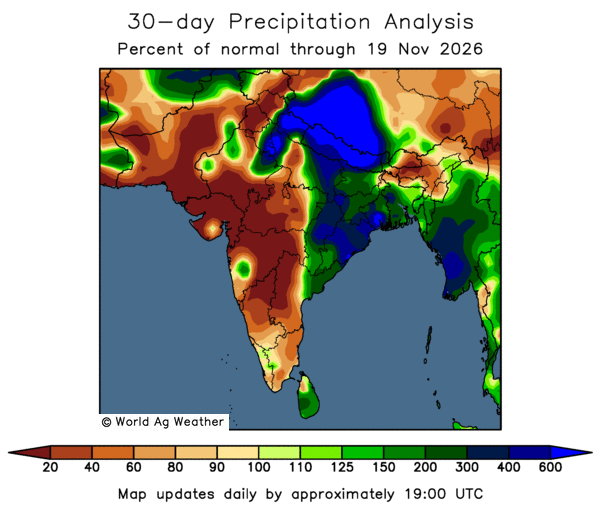 30-day Precipitation Analysis
Percent of normal through 19 Nov 2026
© World Ag Weather
20 40 60 80 90 100 110 125 150 200 300 400 600
Map updates daily by approximately 19:00 UTC